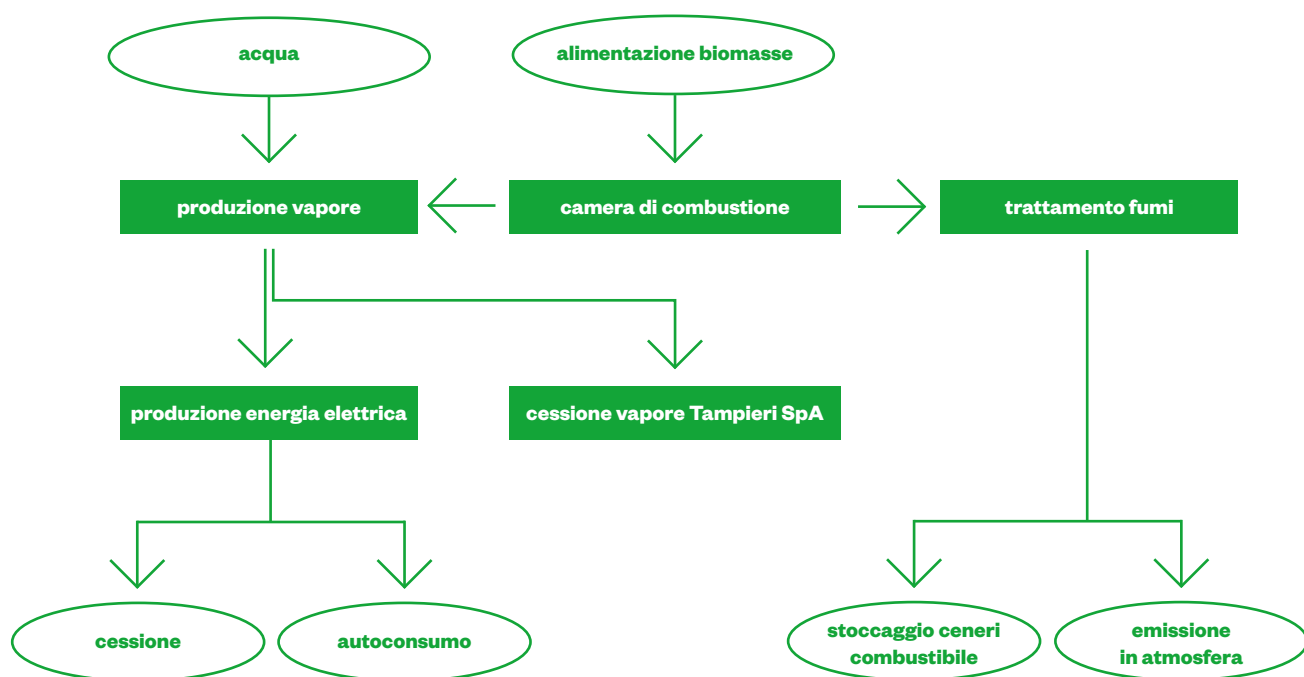 acqua
alimentazione biomasse
produzione vapore
camera di combustione
trattamento fumi
produzione energia elettrica
cessione vapore Tampieri SpA
cessione
autoconsumo
stoccaggio ceneri
combustibile
emissione
in atmosfera